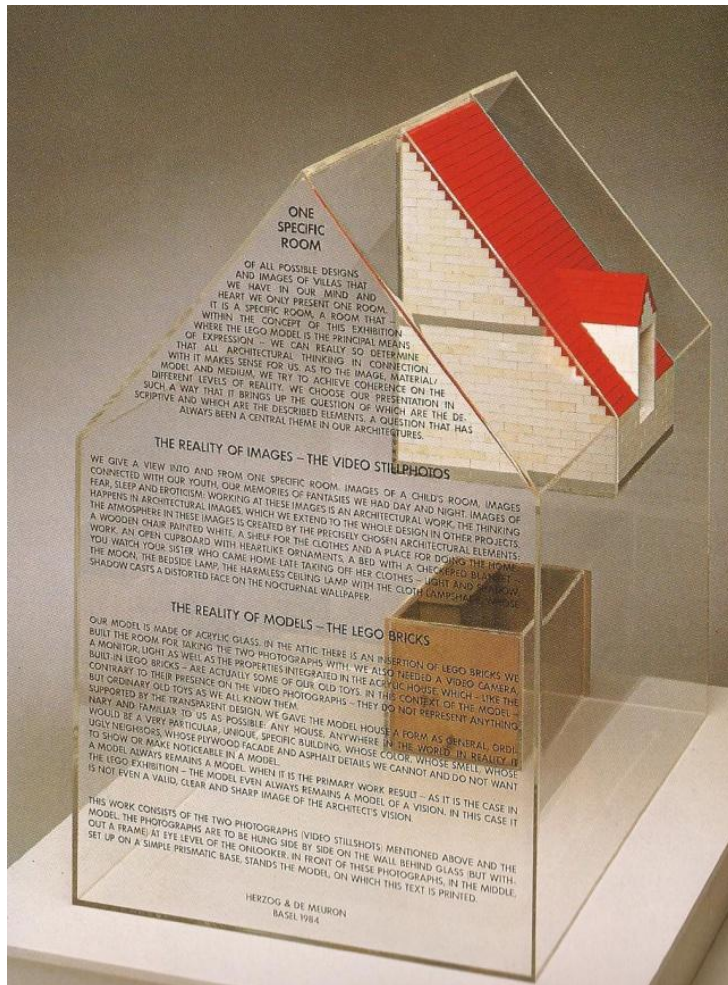 ONE
SPECIFIC
ROOM
OF ALL POSSIBLE DESIGNS
AND IMAGES OF VILLAS THAT
WE HAVE IN OUR MIND AND
HEART WE ONLY PRESENT ONE ROOM.
IT IS A SPECIFIC ROOM, A ROOM THAT –
WITHIN THE CONCEPT OF THIS EXHIBITION
WHERE THE LEGO MODEL IS THE PRINCIPAL MEANS
OF EXPRESSION – WE CAN REALLY SO DETERMINE
THAT ALL ARCHITECTURAL THINKING IN CONNECTION
WITH IT MAKES SENSE FOR US. AS TO THE IMAGE, MATERIAL/
MODEL AND MEDIUM, WE TRY TO ACHIEVE COHERENCE ON THE
DIFFERENT LEVELS OF REALITY. WE CHOOSE OUR PRESENTATION IN
SUCH A WAY THAT IT BRINGS UP THE QUESTION OF WHICH ARE THE DE-
SCRIPTIVE AND WHICH ARE THE DESCRIBED ELEMENTS, A QUESTION THAT HAS
ALWAYS BEEN A CENTRAL THEME IN OUR ARCHITECTURES.
THE REALITY OF IMAGES – THE VIDEO STILLPHOTOS
WE GIVE A VIEW INTO AND FROM ONE SPECIFIC ROOM. IMAGES OF A CHILD'S ROOM, IMAGES
CONNECTED WITH OUR YOUTH, OUR MEMORIES OF FANTASIES WE HAD DAY AND NIGHT. IMAGES OF
FEAR, SLEEP AND EROTICISM: WORKING AT THESE IMAGES IS AN ARCHITECTURAL WORK, THE THINKING
HAPPENS IN ARCHITECTURAL IMAGES, WHICH WE EXTEND TO THE WHOLE DESIGN IN OTHER PROJECTS.
THE ATMOSPHERE IN THESE IMAGES IS CREATED BY THE PRECISELY CHOSEN ARCHITECTURAL ELEMENTS:
A WOODEN CHAIR PAINTED WHITE, A SHELF FOR THE CLOTHES AND A PLACE FOR DOING THE HOME
WORK, AN OPEN CUPBOARD WITH HEARTLIKE ORNAMENTS, A BED WITH A CHECKERED BLANKET –
YOU WATCH YOUR SISTER WHO CAME HOME LATE TAKING OFF HER CLOTHES – LIGHT AND SHADOW,
THE MOON, THE BEDSIDE LAMP, THE HARMLESS CEILING LAMP WITH THE CLOTH LAMPSHADE, WHOSE
SHADOW CASTS A DISTORTED FACE ON THE NOCTURNAL WALLPAPER.
THE REALITY OF MODELS – THE LEGO BRICKS
OUR MODEL IS MADE OF ACRYLIC GLASS. IN THE ATTIC THERE IS AN INSERTION OF LEGO BRICKS WE
BUILT THE ROOM FOR TAKING THE TWO PHOTOGRAPHS WITH. WE ALSO NEEDED A VIDEO CAMERA,
A MONITOR, LIGHT AS WELL AS THE PROPERTIES INTEGRATED IN THE ACRYLIC HOUSE WHICH – LIKE THE
BUILT-IN LEGO BRICKS – ARE ACTUALLY SOME OF OUR OLD TOYS. IN THIS CONTEXT OF THE MODEL –
CONTRARY TO THEIR PRESENCE ON THE VIDEO PHOTOGRAPHS – THEY DO NOT REPRESENT ANYTHING
BUT ORDINARY OLD TOYS AS WE ALL KNOW THEM.
SUPPORTED BY THE TRANSPARENT DESIGN, WE GAVE THE MODEL HOUSE A FORM AS GENERAL, ORDI-
NARY AND FAMILIAR TO US AS POSSIBLE: ANY HOUSE, ANYWHERE IN THE WORLD. IN REALITY IT
WOULD BE A VERY PARTICULAR, UNIQUE, SPECIFIC BUILDING, WHOSE COLOR, WHOSE SMELL, WHOSE
UGLY NEIGHBORS, WHOSE PLYWOOD FACADE AND ASPHALT DETAILS WE CANNOT AND DO NOT WANT
TO SHOW OR MAKE NOTICEABLE IN A MODEL.
A MODEL ALWAYS REMAINS A MODEL. WHEN IT IS THE PRIMARY WORK RESULT – AS IT IS THE CASE IN
THE LEGO EXHIBITION – THE MODEL EVEN ALWAYS REMAINS A MODEL OF A VISION. IN THIS CASE IT
IS NOT EVEN A VALID, CLEAR AND SHARP IMAGE OF THE ARCHITECT'S VISION.
THIS WORK CONSISTS OF THE TWO PHOTOGRAPHS (VIDEO STILLSHOTS) MENTIONED ABOVE AND THE
MODEL. THE PHOTOGRAPHS ARE TO BE HUNG SIDE BY SIDE ON THE WALL BEHIND GLASS (BUT WITH-
OUT A FRAME) AT EYE LEVEL OF THE ONLOOKER. IN FRONT OF THESE PHOTOGRAPHS, IN THE MIDDLE,
SET UP ON A SIMPLE PRISMATIC BASE, STANDS THE MODEL, ON WHICH THIS TEXT IS PRINTED.
HERZOG & DE MEURON
BASEL 1984